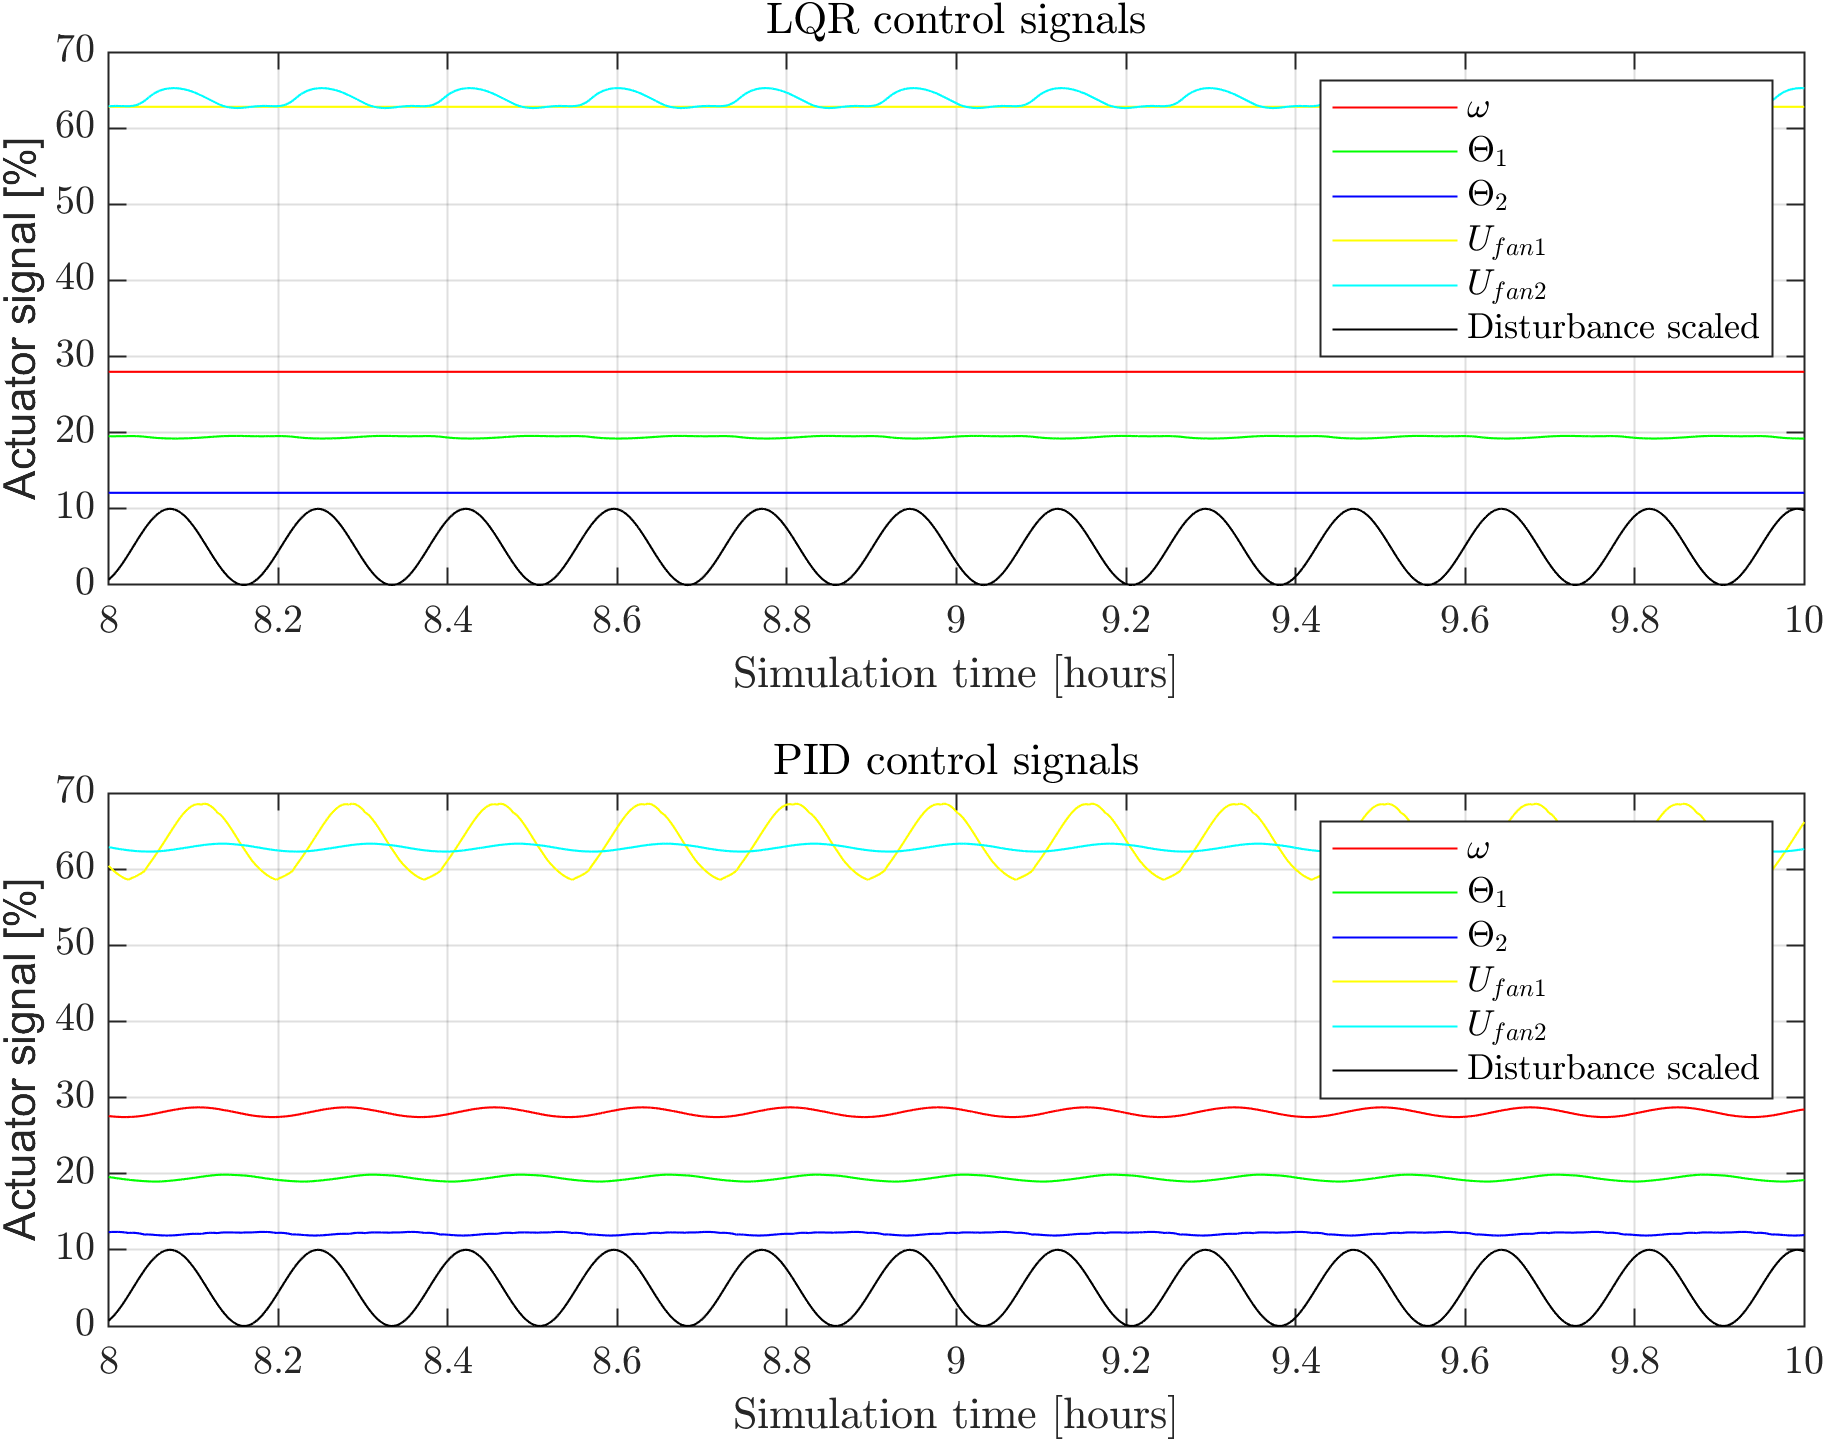 LQR control signals
Actuator signal [%]
70
60
50
40
30
20
10
0
ω
Θ1
Θ2
Ufan1
Ufan2
Disturbance scaled
8 8.2 8.4 8.6 8.8 9 9.2 9.4 9.6 9.8 10
Simulation time [hours]
PID control signals
Actuator signal [%]
70
60
50
40
30
20
10
0
ω
Θ1
Θ2
Ufan1
Ufan2
Disturbance scaled
8 8.2 8.4 8.6 8.8 9 9.2 9.4 9.6 9.8 10
Simulation time [hours]